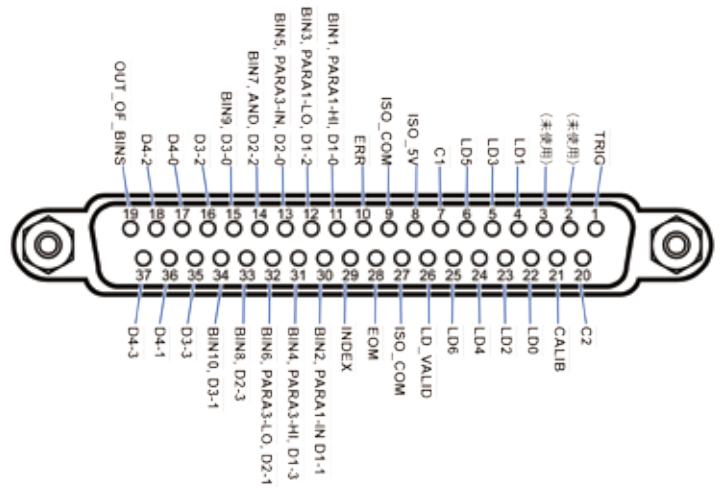 OUT_OF_BINS
D4-2
D4-0
D3-2
BIN9, D3-0
BIN7, AND, D2-2
BIN5, PARA3-IN, D2-0
BIN3, PARA1-LO, D1-2
BIN1, PARA1-HI, D1-0
ERR
ISO_COM
ISO_5V
C1
LD5
LD3
LD1
(未使用)
(未使用)
TRIG
19 18 17 16 15 14 13 12 11 10 9 8 7 6 5 4 3 2 1
37 36 35 34 33 32 31 30 29 28 27 26 25 24 23 22 21 20
D4-3
D4-1
D3-3
BIN10, D3-1
BIN8, D2-3
BIN6, PARA3-LO, D2-1
BIN4, PARA3-HI, D1-3
BIN2, PARA1-IN D1-1
INDEX
EOM
ISO_COM
LD_VALID
LD6
LD4
LD2
LD0
CALIB
C2